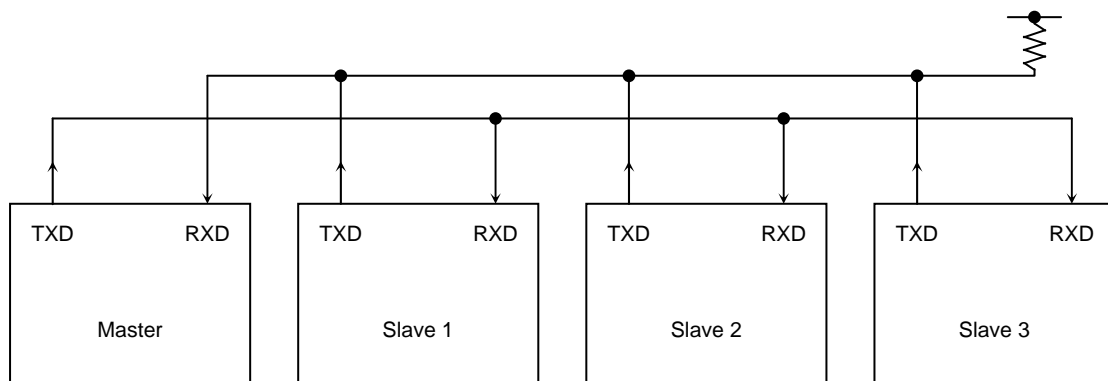 TXD RXD TXD RXD TXD RXD TXD RXD
Master Slave 1 Slave 2 Slave 3